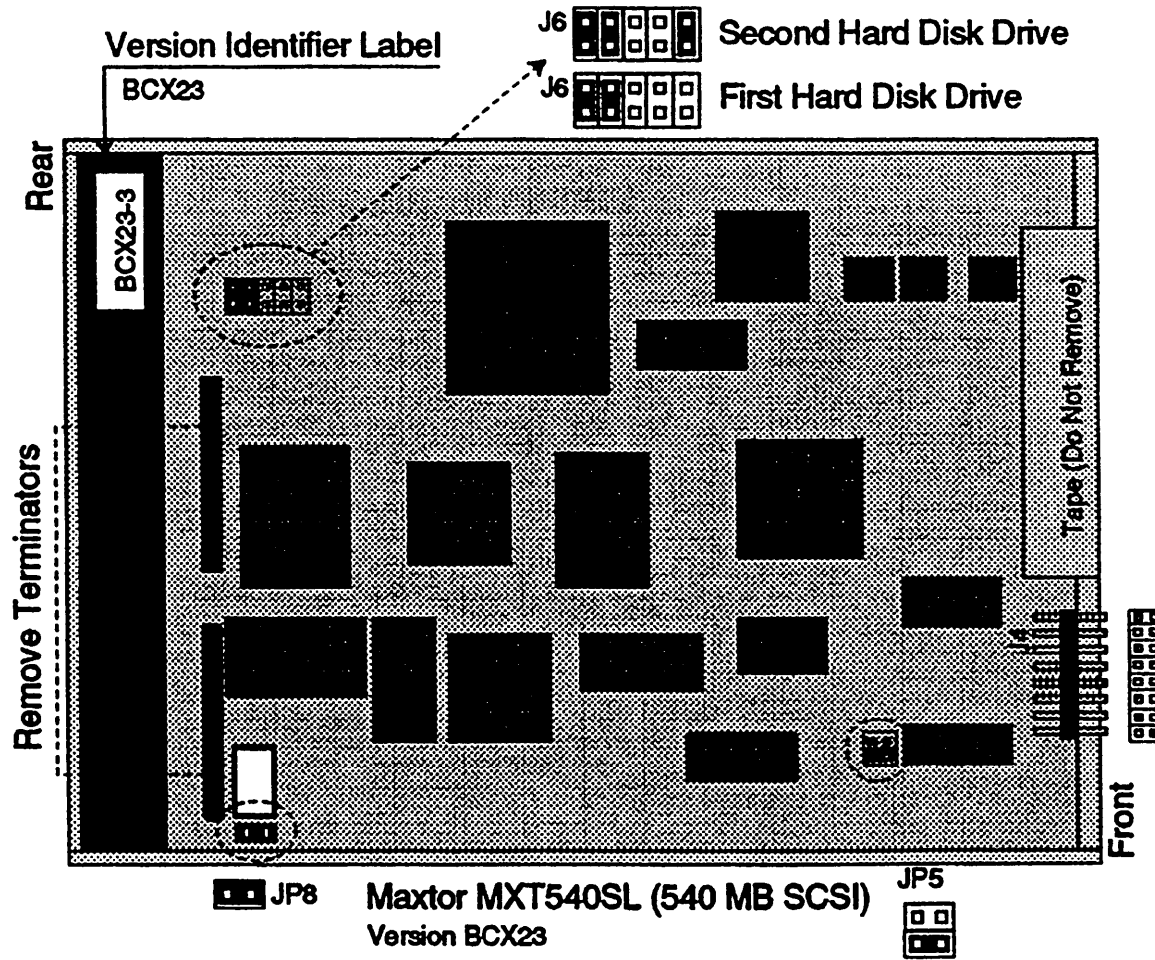 J6 Second Hard Disk Drive
Version Identifier Label
BCX23
J6 First Hard Disk Drive
Rear
BCX23-3
Remove Terminators
Tape (Do Not Remove)
Front
JP8
Maxtor MXT540SL (540 MB SCSI)
Version BCX23
JP5